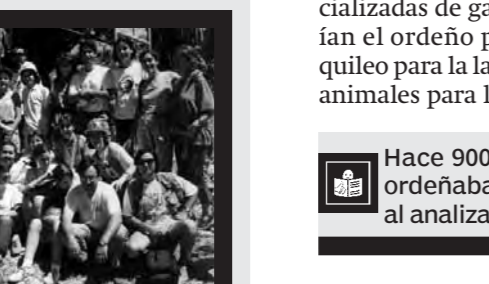 cializadas de ga
ían el ordeño p
quileo para la la
animales para l
Hace 900
ordeñaba
al analiza